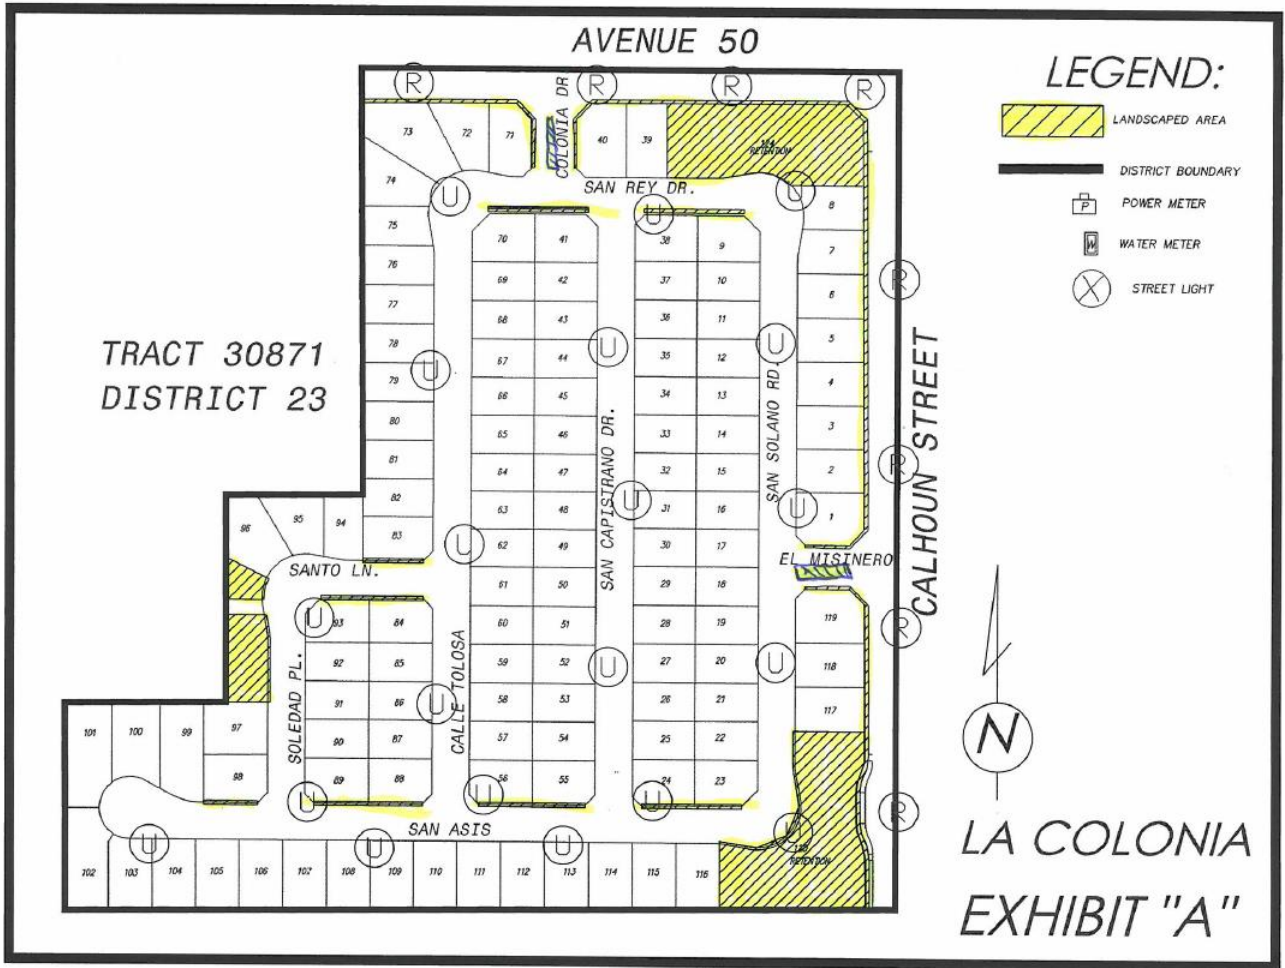 AVENUE 50
LEGEND:
LANDSCAPED AREA
DISTRICT BOUNDARY
P POWER METER
W WATER METER
X STREET LIGHT
R R R R
COLONIA DR
73 72 71 40 39
RETENTION
SAN REY DR.
74 U U U 8
75 70 41 38 9 7
76 69 42 37 10 6 R
77 68 43 36 11 5
TRACT 30871
DISTRICT 23
78 67 44 U 35 12 U 4
79 U 66 45 34 13 3
80 65 46 33 14 2
81 64 47 32 15 1 R
82 63 48 U 31 16 U
83 62 U 49 30 17
SAN CAPISTRANO DR.
SAN SOLANO RD.
CALHOUN STREET
96 95 94
SANTO LN.
EL MISINERO
61 50 29 18
U 93 84 60 51 28 19 119 R
92 85 59 52 U 27 20 U 118
91 86 U 58 53 26 21 117
90 87 57 54 25 22
89 88 56 55 24 23
SOLEDAD PL.
CALLE TOLOSA
101 100 99 97
98
U U U R
SAN ASIS
U U U U
RETENTION
102 103 104 105 106 107 108 109 110 111 112 113 114 115 116
N
LA COLONIA
EXHIBIT "A"